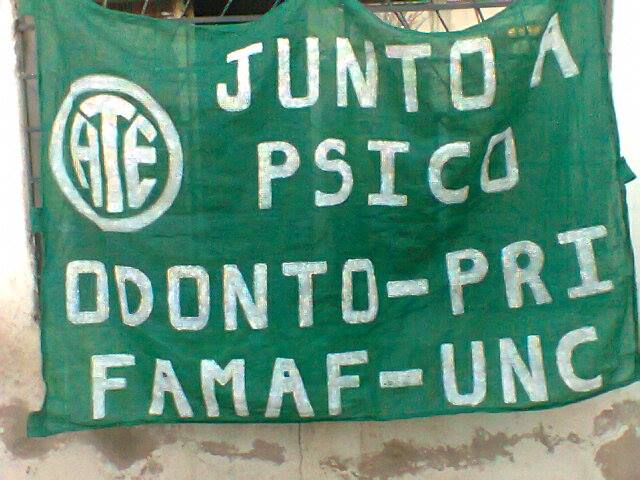 JUNTO A
ATE
PSICO
ODONTO-PRI
FAMAF-UNC